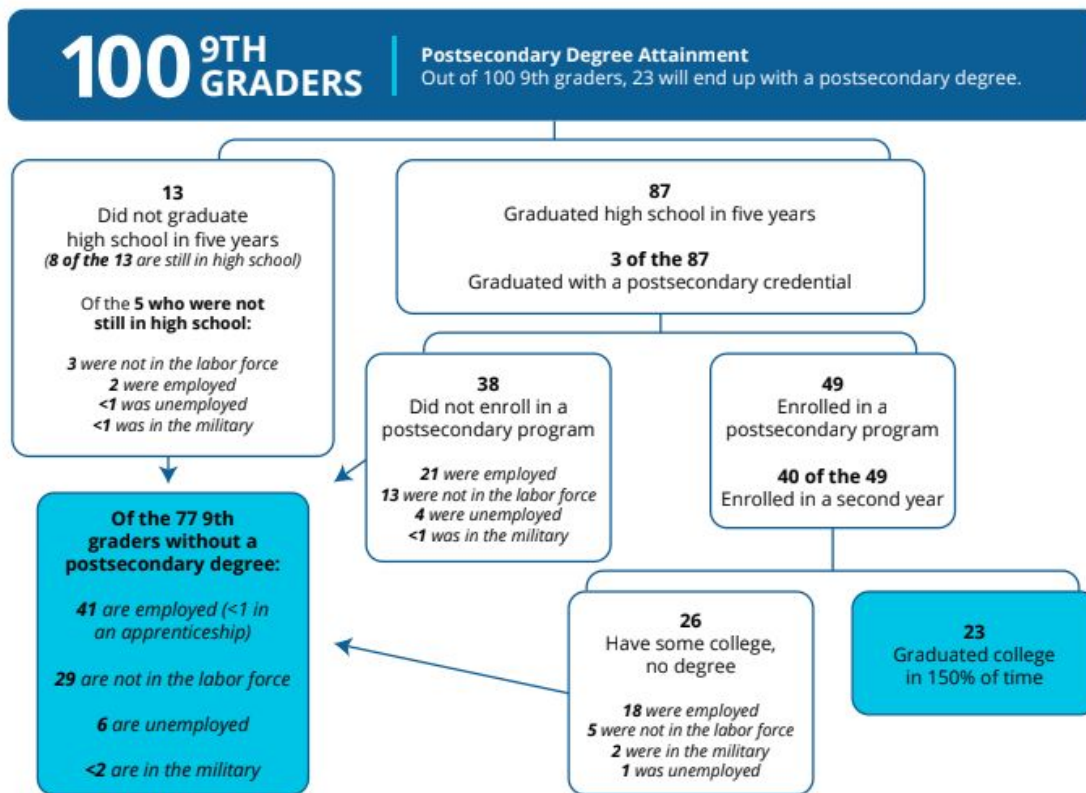 100 9TH
GRADERS
Postsecondary Degree Attainment
Out of 100 9th graders, 23 will end up with a postsecondary degree.
13
Did not graduate
high school in five years
(8 of the 13 are still in high school)
Of the 5 who were not
still in high school:
3 were not in the labor force
2 were employed
<1 was unemployed
<1 was in the military
87
Graduated high school in five years
3 of the 87
Graduated with a postsecondary credential
38
Did not enroll in a
postsecondary program
21 were employed
13 were not in the labor force
4 were unemployed
<1 was in the military
49
Enrolled in a
postsecondary program
40 of the 49
Enrolled in a second year
Of the 77 9th
graders without a
postsecondary degree:
41 are employed (<1 in
an apprenticeship)
29 are not in the labor force
6 are unemployed
<2 are in the military
26
Have some college,
no degree
18 were employed
5 were not in the labor force
2 were in the military
1 was unemployed
23
Graduated college
in 150% of time